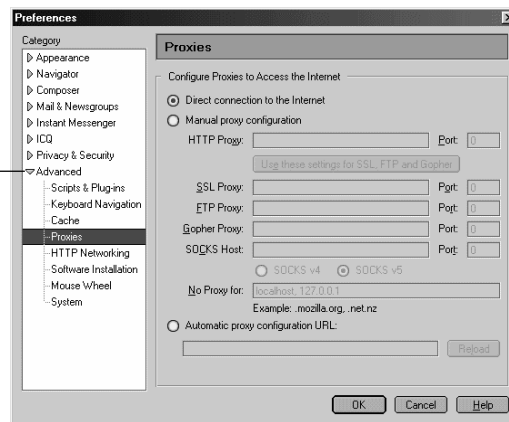 Preferences
Category
Appearance
Navigator
Composer
Mail & Newsgroups
Instant Messenger
ICQ
Privacy & Security
Advanced
Scripts & Plug-ins
Keyboard Navigation
Cache
Proxies
HTTP Networking
Software Installation
Mouse Wheel
System
Proxies
Configure Proxies to Access the Internet
Direct connection to the Internet
Manual proxy configuration
HTTP Proxy: Port: 0
Use these settings for SSL, FTP and Gopher
SSL Proxy: Port: 0
FTP Proxy: Port: 0
Gopher Proxy: Port: 0
SOCKS Host: Port: 0
SOCKS v4 SOCKS v5
No Proxy for: localhost, 127.0.0.1
Example: .mozilla.org, .net.nz
Automatic proxy configuration URL:
Reload
OK Cancel Help